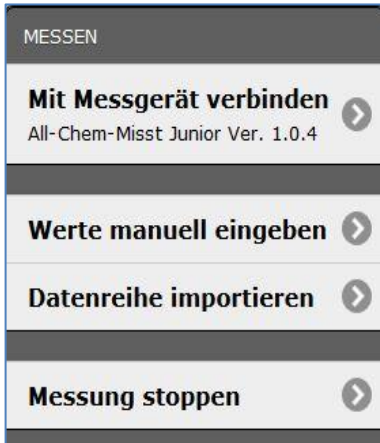 MESSEN
Mit Messgerät verbinden
All-Chem-Misst Junior Ver. 1.0.4
Werte manuell eingeben
Datenreihe importieren
Messung stoppen